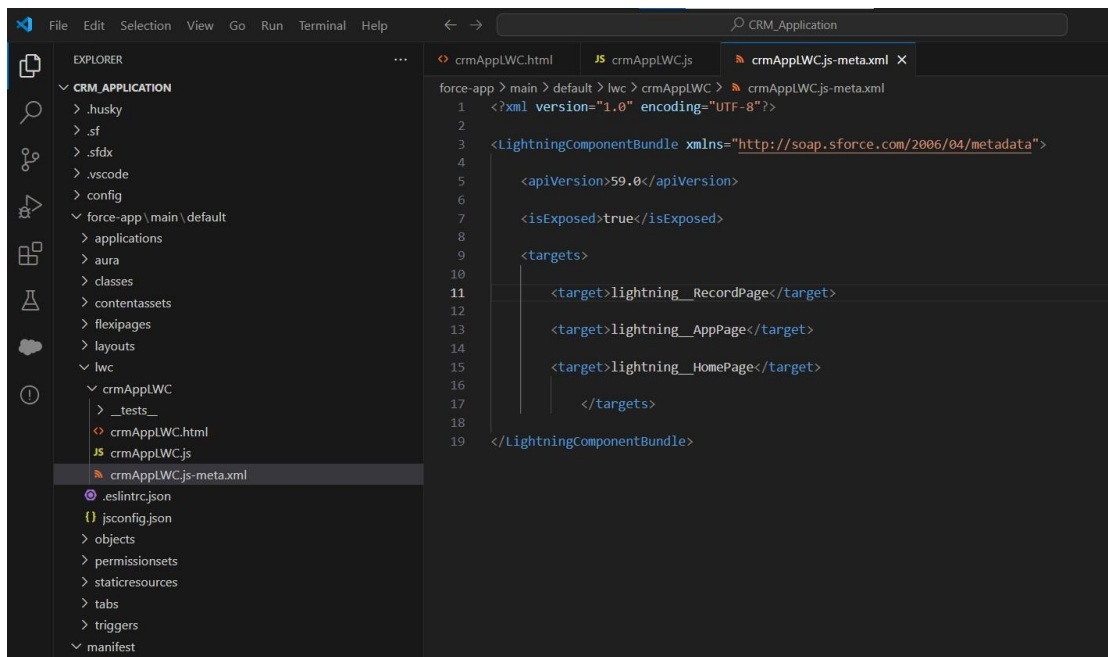 File Edit Selection View Go Run Terminal Help
CRM_Application
EXPLORER
CRM_APPLICATION
.husky
.sf
.sfdx
.vscode
config
force-app\main\default
applications
aura
classes
contentassets
flexipages
layouts
lwc
crmAppLWC
__tests__
crmAppLWC.html
JS crmAppLWC.js
crmAppLWC.js-meta.xml
.eslintrc.json
{} jsconfig.json
objects
permissionsets
staticresources
tabs
triggers
manifest
crmAppLWC.html JS crmAppLWC.js crmAppLWC.js-meta.xml
force-app > main > default > lwc > crmAppLWC > crmAppLWC.js-meta.xml
1 <?xml version="1.0" encoding="UTF-8"?>
2
3 <LightningComponentBundle xmlns="http://soap.sforce.com/2006/04/metadata">
4
5 <apiVersion>59.0</apiVersion>
6
7 <isExposed>true</isExposed>
8
9 <targets>
10
11 <target>lightning__RecordPage</target>
12
13 <target>lightning__AppPage</target>
14
15 <target>lightning__HomePage</target>
16
17 </targets>
18
19 </LightningComponentBundle>